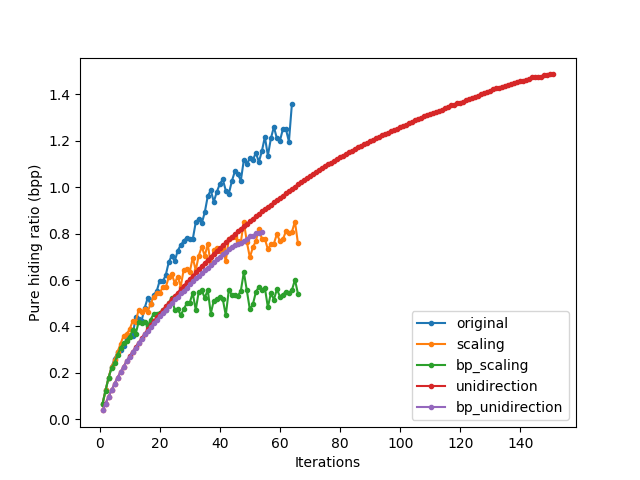 Pure hiding ratio (bpp)
1.4
1.2
1.0
0.8
0.6
0.4
0.2
0.0
0 20 40 60 80 100 120 140
Iterations
original
scaling
bp_scaling
unidirection
bp_unidirection